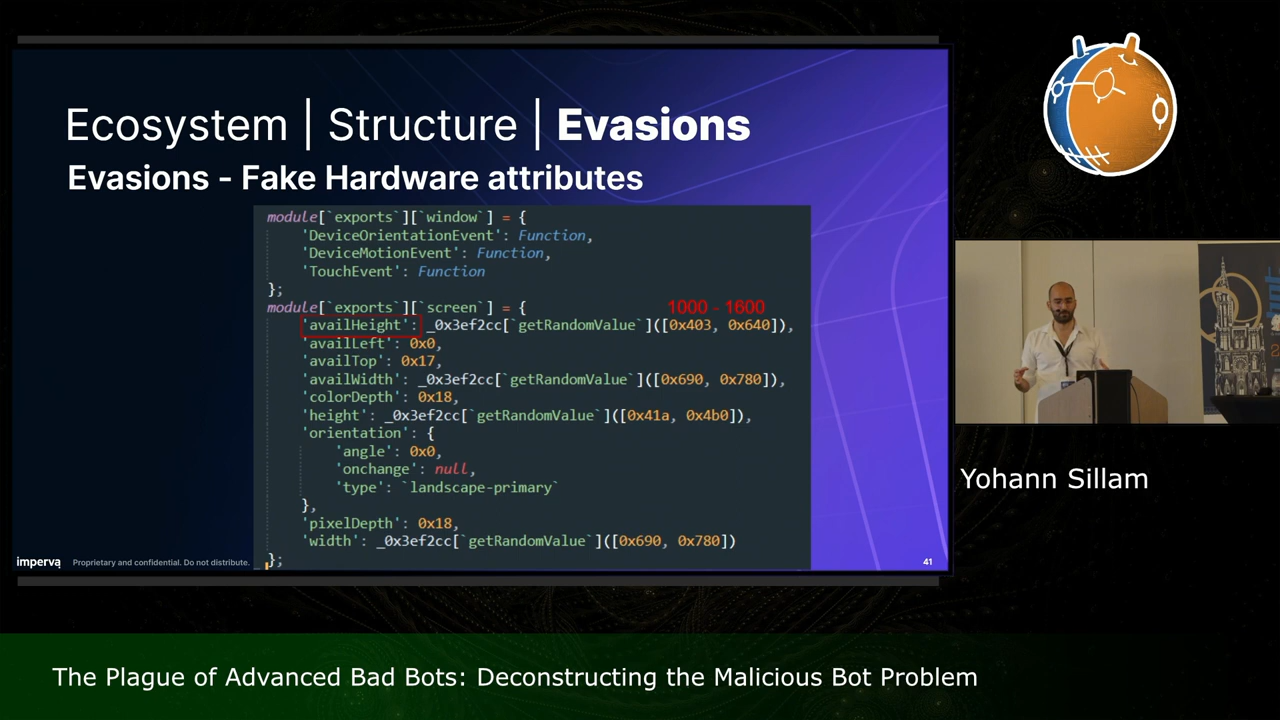 Ecosystem | Structure | Evasions
Evasions - Fake Hardware attributes
module[`exports`][`window`] = {
'DeviceOrientationEvent': Function,
'DeviceMotionEvent': Function,
'TouchEvent': Function
};
module[`exports`][`screen`] = {
1000 - 1600
'availHeight': _0x3ef2cc[`getRandomValue`]([0x403, 0x640]),
'availLeft': 0x0,
'availTop': 0x17,
'availWidth': _0x3ef2cc[`getRandomValue`]([0x690, 0x780]),
'colorDepth': 0x18,
'height': _0x3ef2cc[`getRandomValue`]([0x41a, 0x4b0]),
'orientation': {
'angle': 0x0,
'onchange': null,
'type': `landscape-primary`
},
'pixelDepth': 0x18,
'width': _0x3ef2cc[`getRandomValue`]([0x690, 0x780])
};
imperva
Proprietary and confidential. Do not distribute.
41
Yohann Sillam
The Plague of Advanced Bad Bots: Deconstructing the Malicious Bot Problem